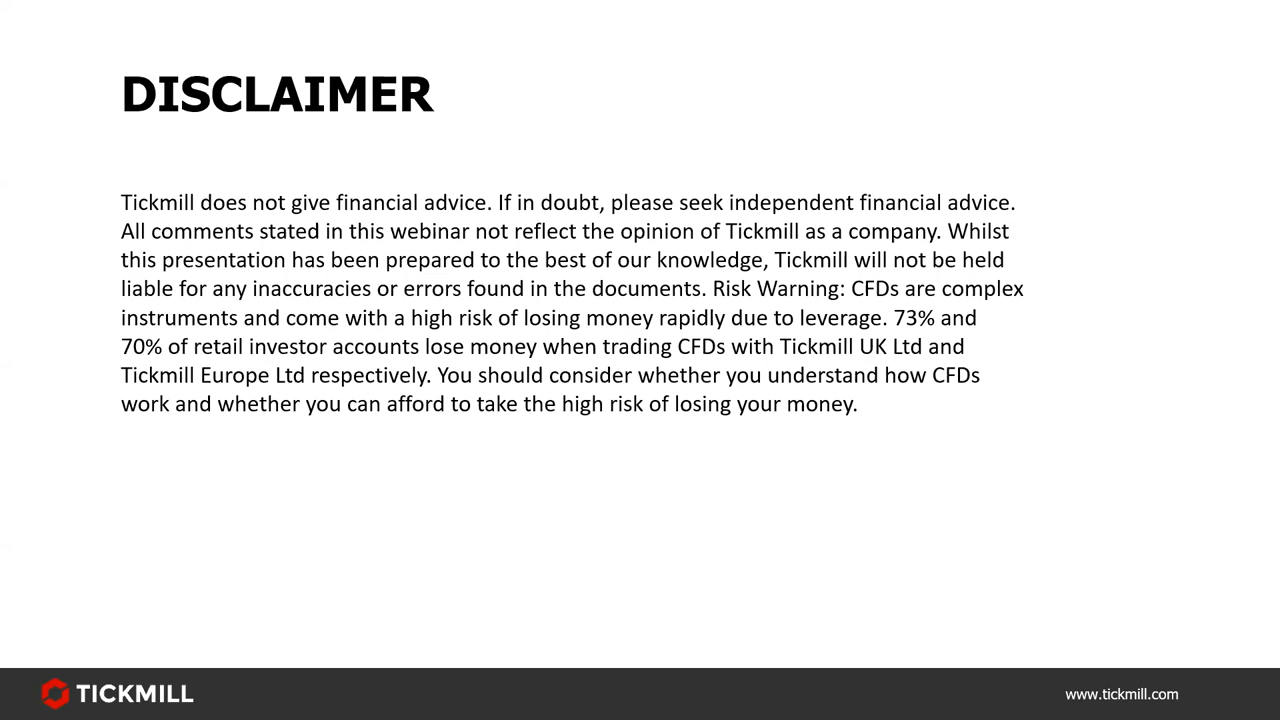 DISCLAIMER
Tickmill does not give financial advice. If in doubt, please seek independent financial advice.
All comments stated in this webinar not reflect the opinion of Tickmill as a company. Whilst
this presentation has been prepared to the best of our knowledge, Tickmill will not be held
liable for any inaccuracies or errors found in the documents. Risk Warning: CFDs are complex
instruments and come with a high risk of losing money rapidly due to leverage. 73% and
70% of retail investor accounts lose money when trading CFDs with Tickmill UK Ltd and
Tickmill Europe Ltd respectively. You should consider whether you understand how CFDs
work and whether you can afford to take the high risk of losing your money.
TICKMILL
www.tickmill.com